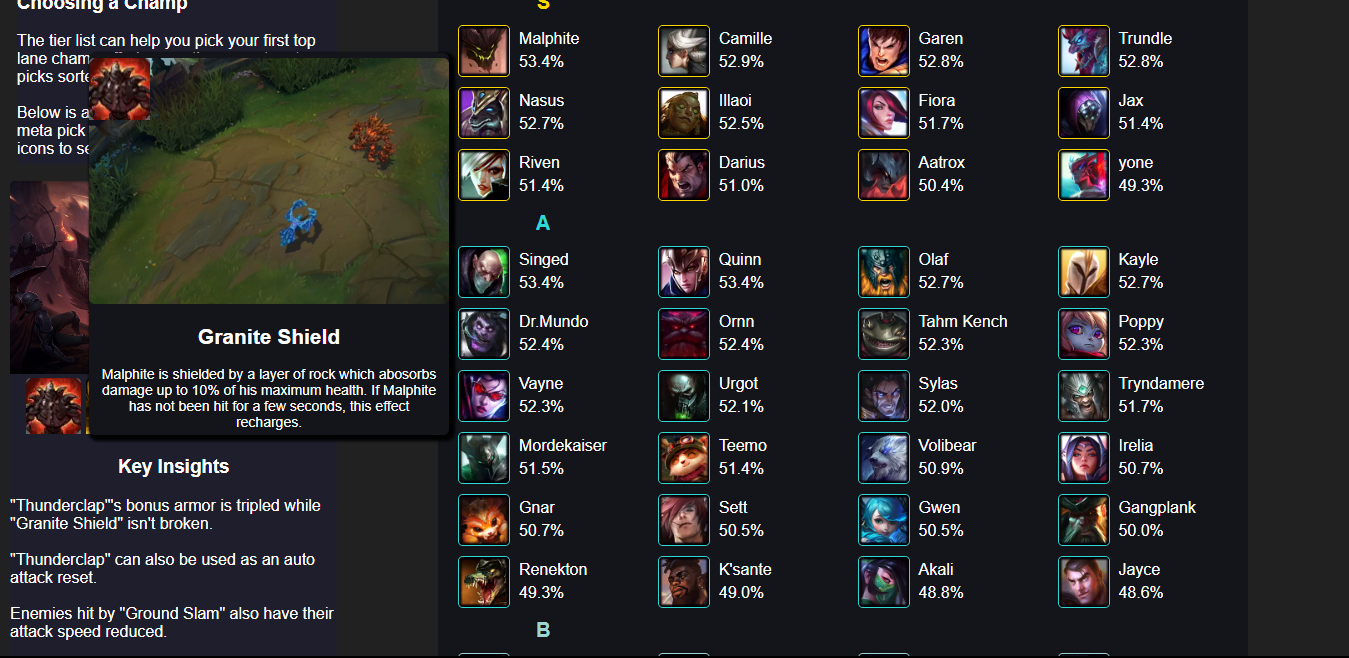 Choosing a Champ
The tier list can help you pick your first top
lane cham
picks sorte
Below is a
meta pick
icons to se
Granite Shield
Malphite is shielded by a layer of rock which abosorbs
damage up to 10% of his maximum health. If Malphite
has not been hit for a few seconds, this effect
recharges.
Key Insights
"Thunderclap"'s bonus armor is tripled while
"Granite Shield" isn't broken.
"Thunderclap" can also be used as an auto
attack reset.
Enemies hit by "Ground Slam" also have their
attack speed reduced.
S
Malphite
53.4%
Camille
52.9%
Garen
52.8%
Trundle
52.8%
Nasus
52.7%
Illaoi
52.5%
Fiora
51.7%
Jax
51.4%
Riven
51.4%
Darius
51.0%
Aatrox
50.4%
yone
49.3%
A
Singed
53.4%
Quinn
53.4%
Olaf
52.7%
Kayle
52.7%
Dr.Mundo
52.4%
Ornn
52.4%
Tahm Kench
52.3%
Poppy
52.3%
Vayne
52.3%
Urgot
52.1%
Sylas
52.0%
Tryndamere
51.7%
Mordekaiser
51.5%
Teemo
51.4%
Volibear
50.9%
Irelia
50.7%
Gnar
50.7%
Sett
50.5%
Gwen
50.5%
Gangplank
50.0%
Renekton
49.3%
K'sante
49.0%
Akali
48.8%
Jayce
48.6%
B